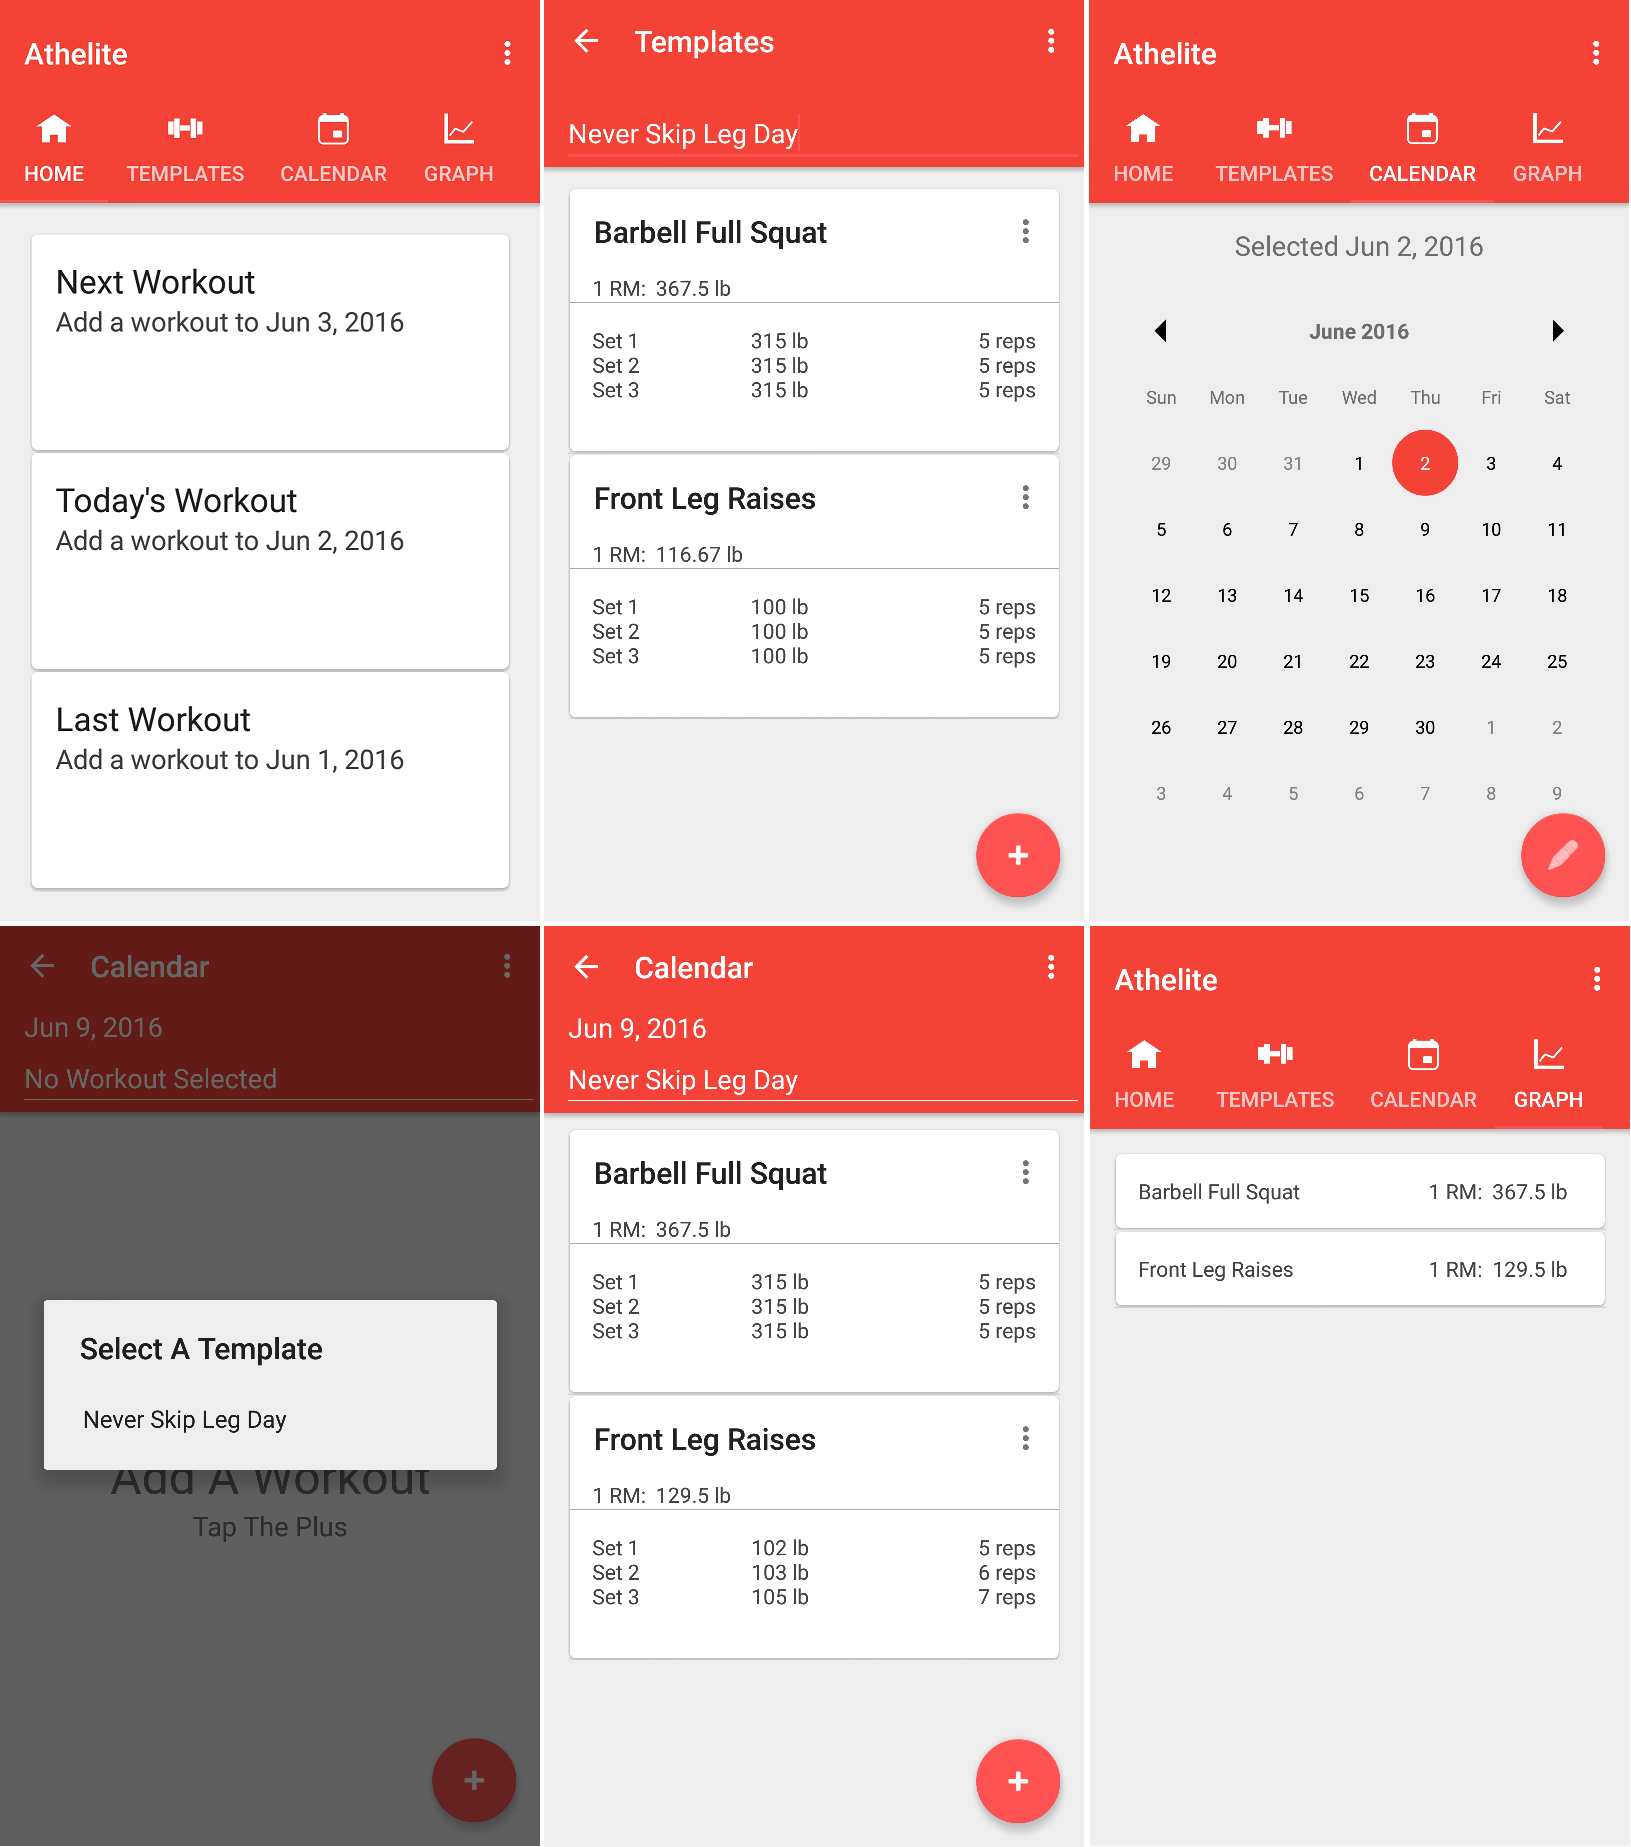 Athelite
HOME TEMPLATES CALENDAR GRAPH
Next Workout
Add a workout to Jun 3, 2016
Today's Workout
Add a workout to Jun 2, 2016
Last Workout
Add a workout to Jun 1, 2016
Templates
Never Skip Leg Day
Barbell Full Squat
1 RM: 367.5 lb
Set 1 315 lb 5 reps
Set 2 315 lb 5 reps
Set 3 315 lb 5 reps
Front Leg Raises
1 RM: 116.67 lb
Set 1 100 lb 5 reps
Set 2 100 lb 5 reps
Set 3 100 lb 5 reps
+
Athelite
HOME TEMPLATES CALENDAR GRAPH
Selected Jun 2, 2016
June 2016
Sun Mon Tue Wed Thu Fri Sat
29 30 31 1 2 3 4
5 6 7 8 9 10 11
12 13 14 15 16 17 18
19 20 21 22 23 24 25
26 27 28 29 30 1 2
3 4 5 6 7 8 9
Calendar
Jun 9, 2016
No Workout Selected
Select A Template
Never Skip Leg Day
Add A Workout
Tap The Plus
+
Calendar
Jun 9, 2016
Never Skip Leg Day
Barbell Full Squat
1 RM: 367.5 lb
Set 1 315 lb 5 reps
Set 2 315 lb 5 reps
Set 3 315 lb 5 reps
Front Leg Raises
1 RM: 129.5 lb
Set 1 102 lb 5 reps
Set 2 103 lb 6 reps
Set 3 105 lb 7 reps
+
Athelite
HOME TEMPLATES CALENDAR GRAPH
Barbell Full Squat 1 RM: 367.5 lb
Front Leg Raises 1 RM: 129.5 lb